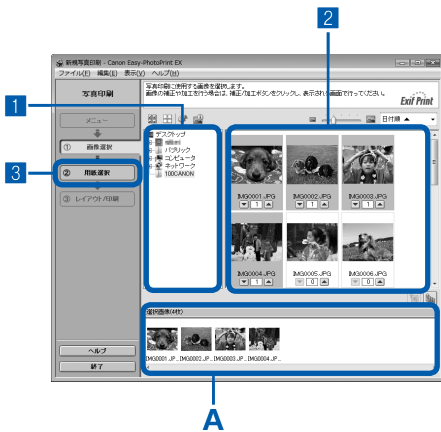 2
新規写真印刷 - Canon Easy-PhotoPrint EX
ファイル(F) 編集(E) 表示(V) ヘルプ(H)
写真印刷
写真印刷に使用する画像を選択します。
画像の補正や加工を行う場合は、補正/加工ボタンをクリックし、表示される画面で行ってください。
Exif Print
1
メニュー
日付順 ▲
① 画像選択
デスクトップ
パブリック
コンピュータ
ネットワーク
100CANON
3
② 用紙選択
③ レイアウト/印刷
IMG0001.JPG IMG0002.JPG IMG0003.JPG
1 1 1
IMG0004.JPG IMG0005.JPG IMG0006.JPG
1 0 0
選択画像(4枚)
IMG0001.JP... IMG0002.JP... IMG0003.JP... IMG0004.JP...
ヘルプ
終了
A